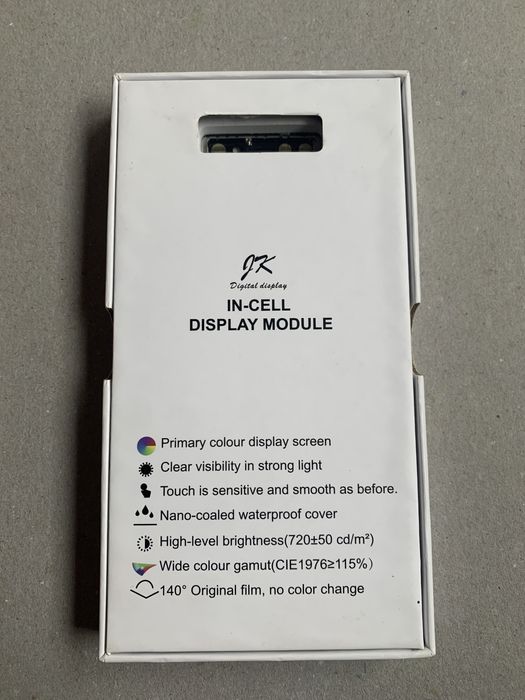 JK
Digital display
IN-CELL
DISPLAY MODULE
Primary colour display screen
Clear visibility in strong light
Touch is sensitive and smooth as before.
Nano-coaled waterproof cover
High-level brightness(720±50 cd/m²)
Wide colour gamut(CIE1976≥115%)
140° Original film, no color change